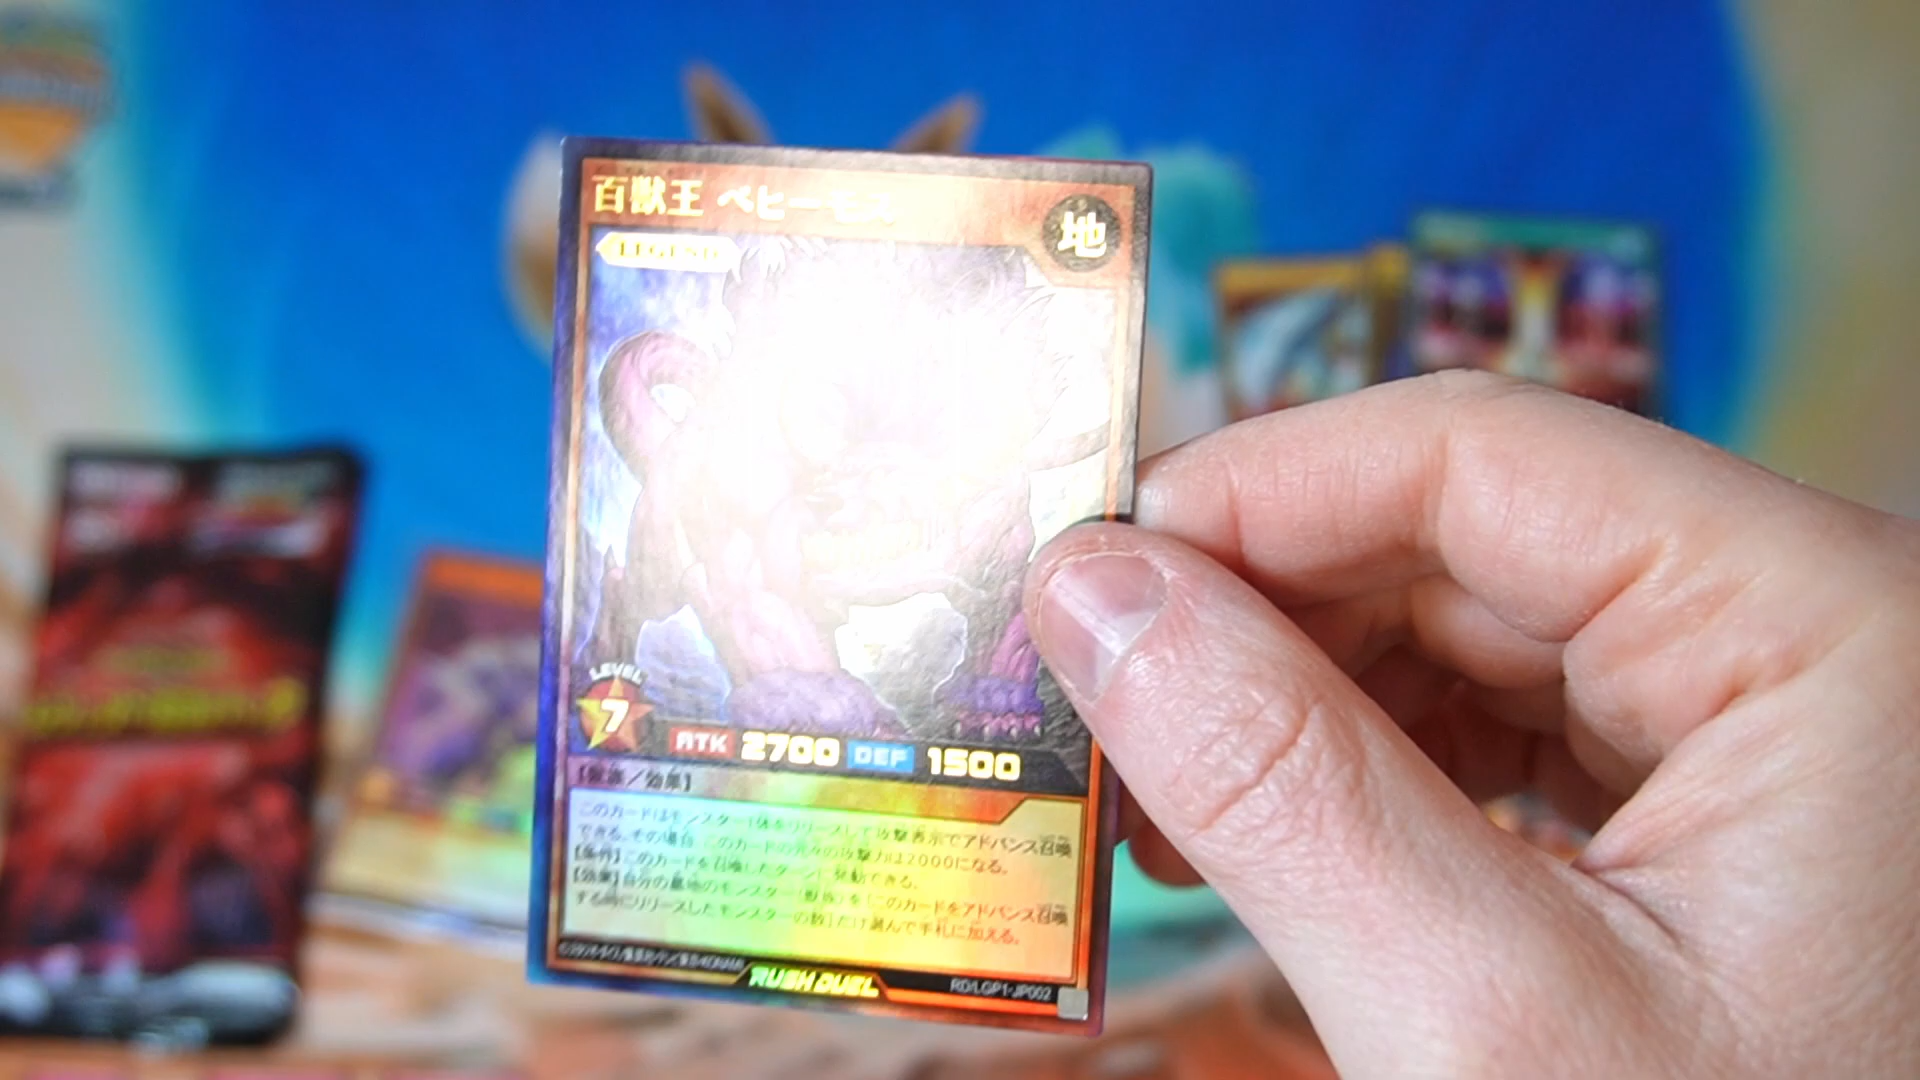 百獣王 ベヒーモス
地
LEGEND
LEVEL
7
ATK 2700 DEF 1500
【獣族／効果】
このカードはモンスター1体をリリースして攻撃表示でアドバンス召喚
できる。その場合、このカードの元々の攻撃力は2000になる。
【条件】このカードを召喚したターンに発動できる。
【効果】自分の墓地のモンスター（獣族）を［このカードをアドバンス召喚
する時にリリースしたモンスターの数］だけ選んで手札に加える。
RUSH DUEL
RD/LGP1-JP002